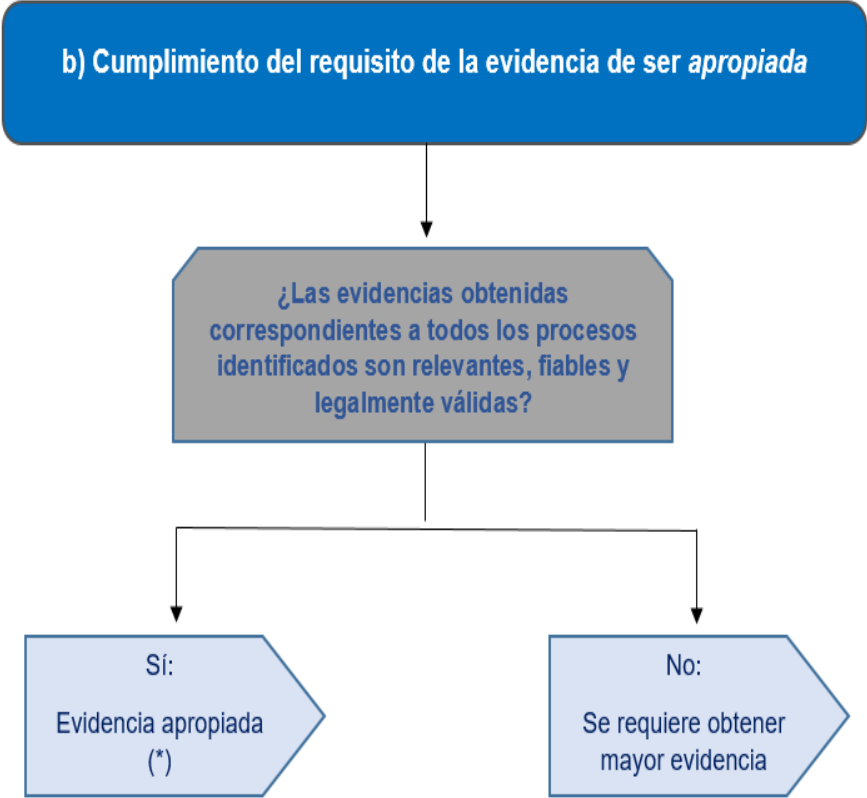 b) Cumplimiento del requisito de la evidencia de ser apropiada
¿Las evidencias obtenidas
correspondientes a todos los procesos
identificados son relevantes, fiables y
legalmente válidas?
Sí:
Evidencia apropiada
(*)
No:
Se requiere obtener
mayor evidencia